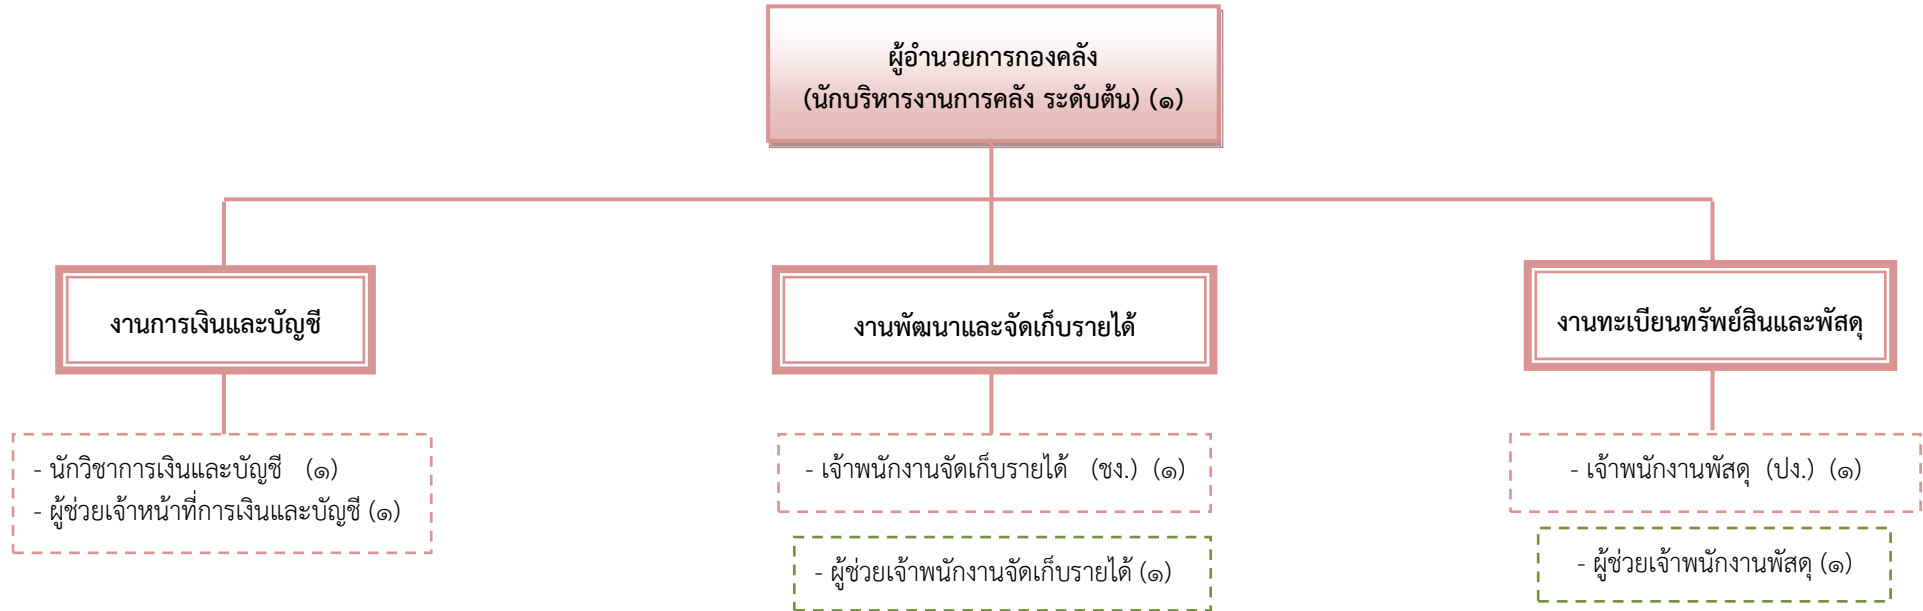 ผู้อำนวยการกองคลัง
(นักบริหารงานการคลัง ระดับต้น) (๑)
งานการเงินและบัญชี
งานพัฒนาและจัดเก็บรายได้
งานทะเบียนทรัพย์สินและพัสดุ
- นักวิชาการเงินและบัญชี (๑)
- ผู้ช่วยเจ้าหน้าที่การเงินและบัญชี (๑)
- เจ้าพนักงานจัดเก็บรายได้ (ชง.) (๑)
- ผู้ช่วยเจ้าพนักงานจัดเก็บรายได้ (๑)
- เจ้าพนักงานพัสดุ (ปง.) (๑)
- ผู้ช่วยเจ้าพนักงานพัสดุ (๑)